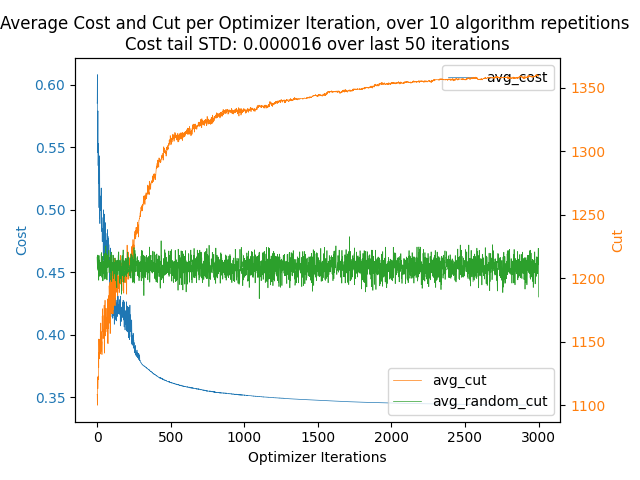 Average Cost and Cut per Optimizer Iteration, over 10 algorithm repetitions
Cost tail STD: 0.000016 over last 50 iterations
0.60
0.55
0.50
0.45
0.40
0.35
Cost
1350
1300
1250
1200
1150
1100
Cut
avg_cost
avg_cut
avg_random_cut
0
500
1000
1500
2000
2500
3000
Optimizer Iterations